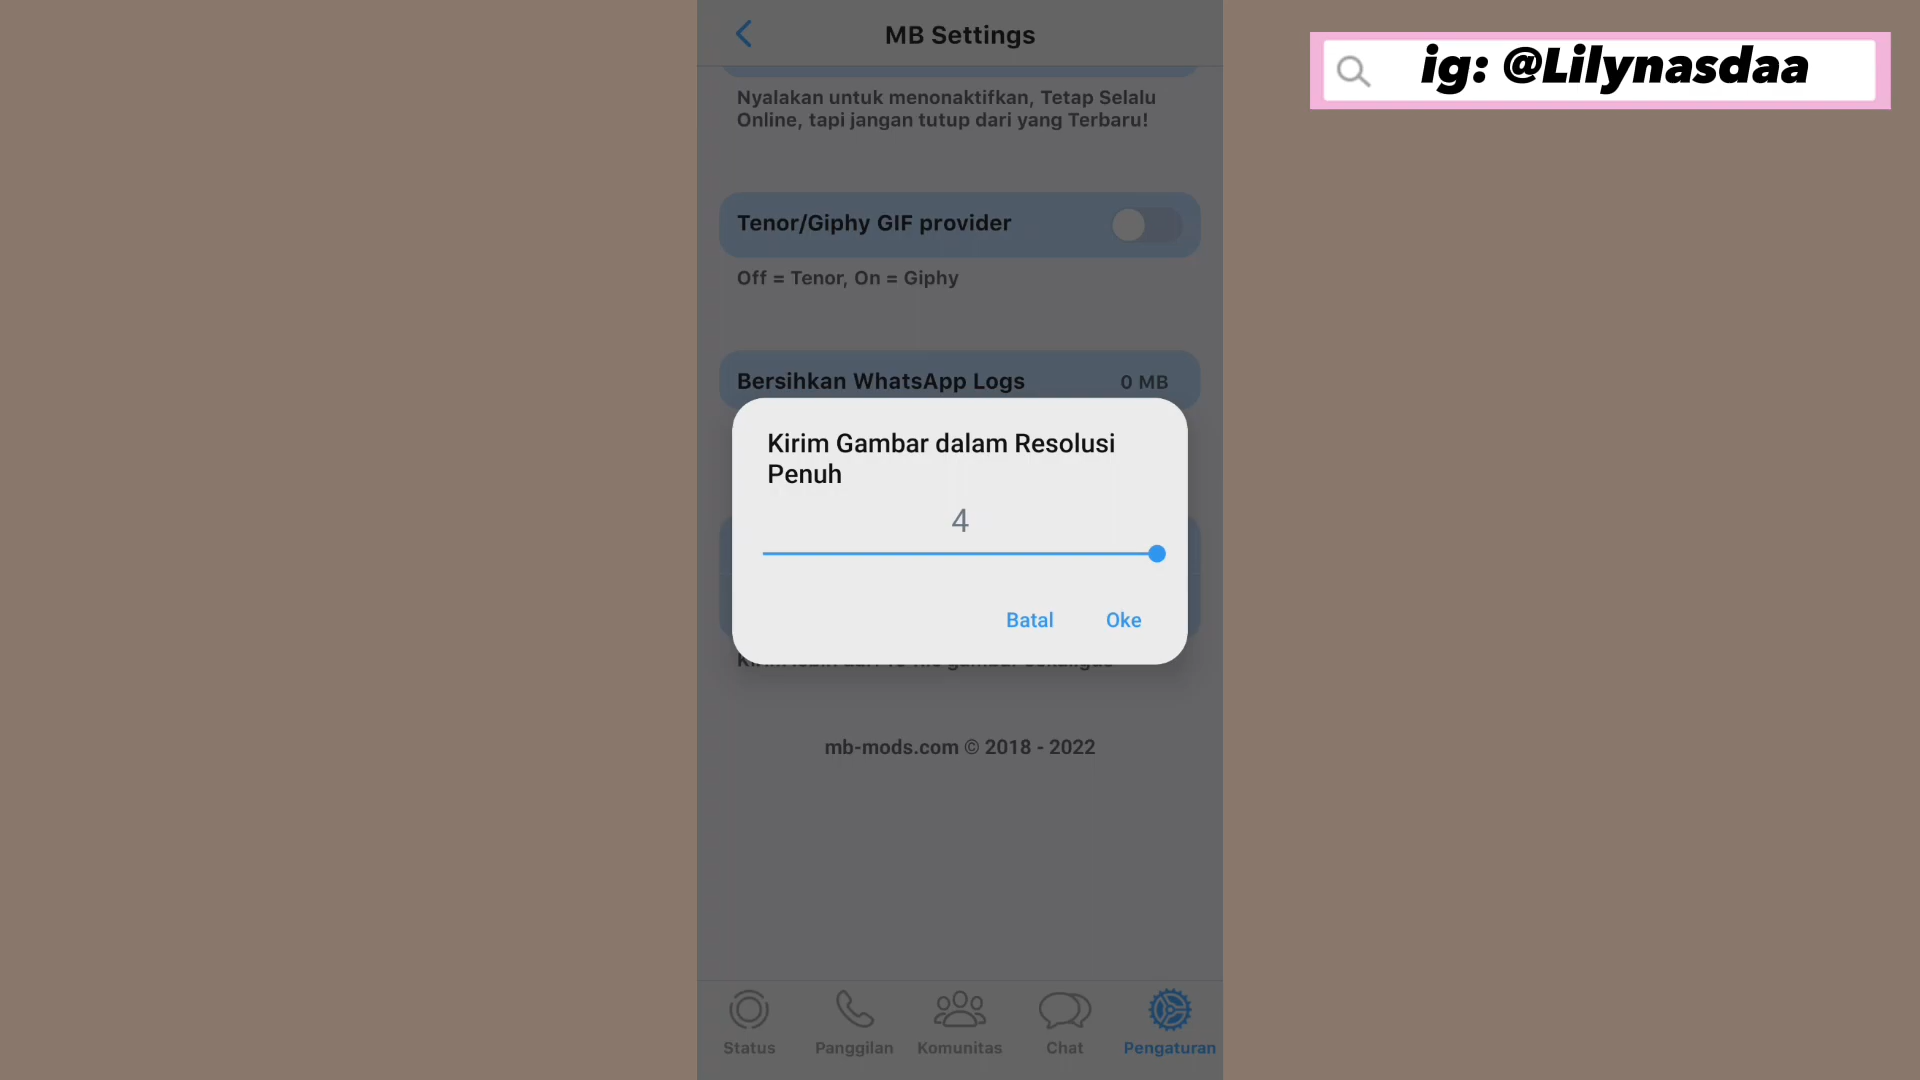 MB Settings
ig: @Lilynasdaa
Nyalakan untuk menonaktifkan, Tetap Selalu
Online, tapi jangan tutup dari yang Terbaru!
Tenor/Giphy GIF provider
Off = Tenor, On = Giphy
Bersihkan WhatsApp Logs 0 MB
Kirim Gambar dalam Resolusi
Penuh
4
Batal Oke
mb-mods.com © 2018 - 2022
Status Panggilan Komunitas Chat Pengaturan